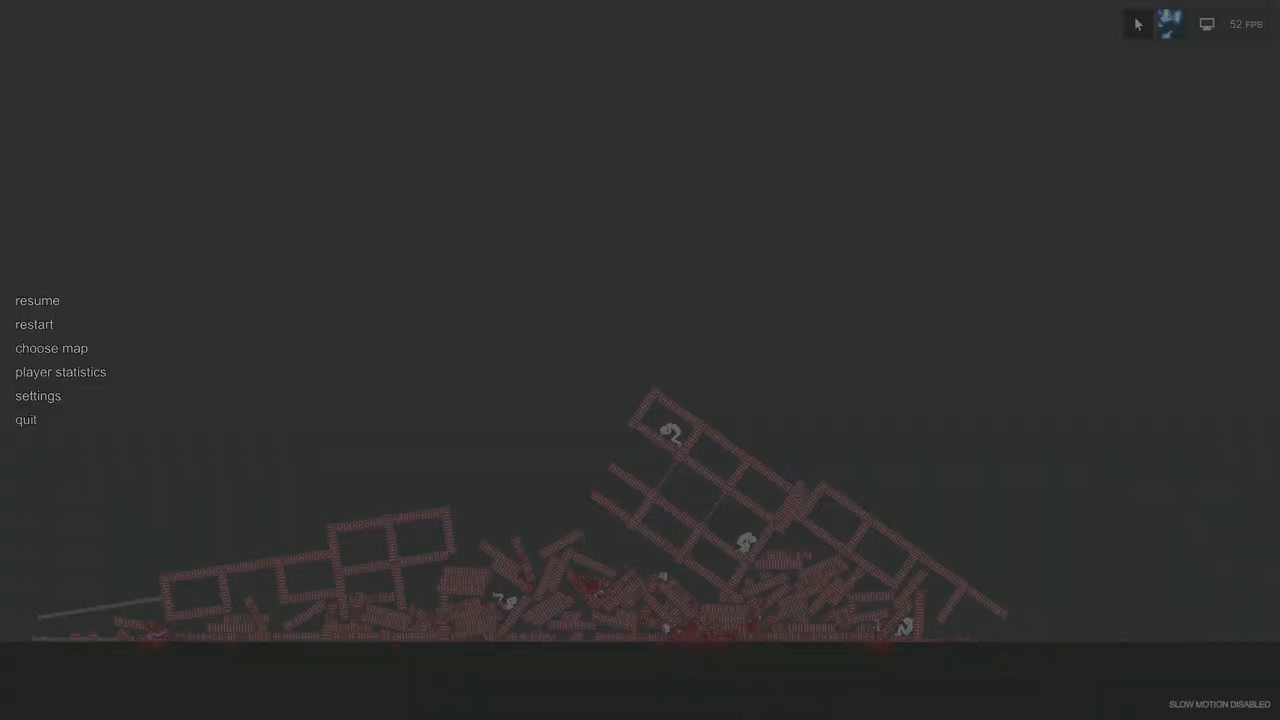 52 FPS
resume
restart
choose map
player statistics
settings
quit
SLOW MOTION DISABLED